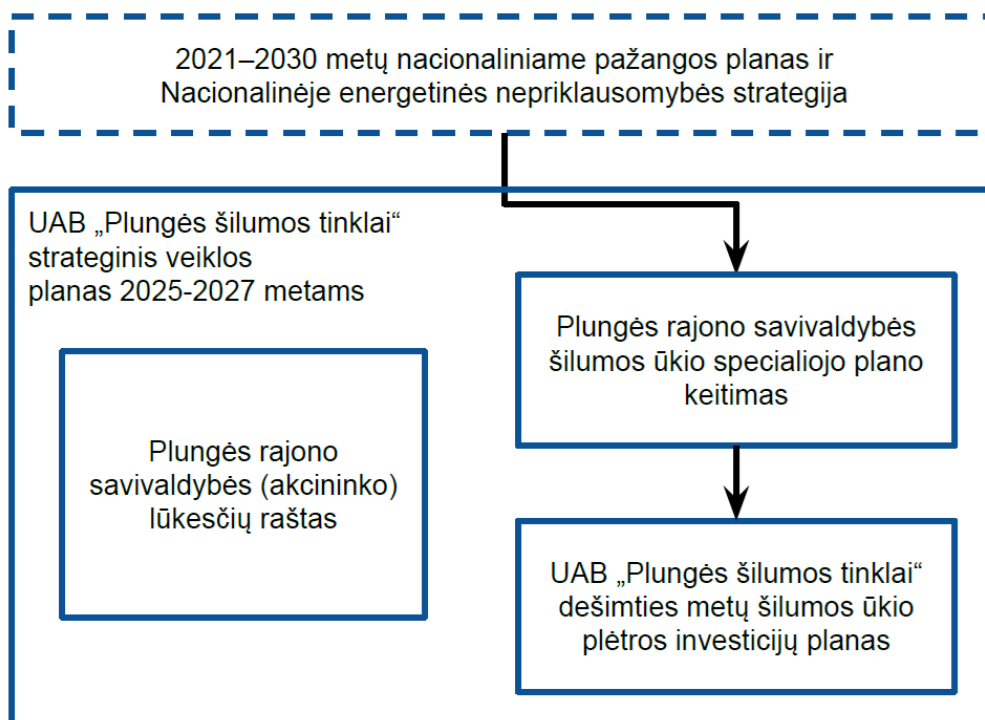 2021–2030 metų nacionaliniame pažangos planas ir
Nacionalinėje energetinės nepriklausomybės strategija
UAB „Plungės šilumos tinklai“
strateginis veiklos
planas 2025-2027 metams
Plungės rajono savivaldybės
šilumos ūkio specialiojo plano
keitimas
Plungės rajono
savivaldybės (akcininko)
lūkesčių raštas
UAB „Plungės šilumos tinklai“
dešimties metų šilumos ūkio
plėtros investicijų planas